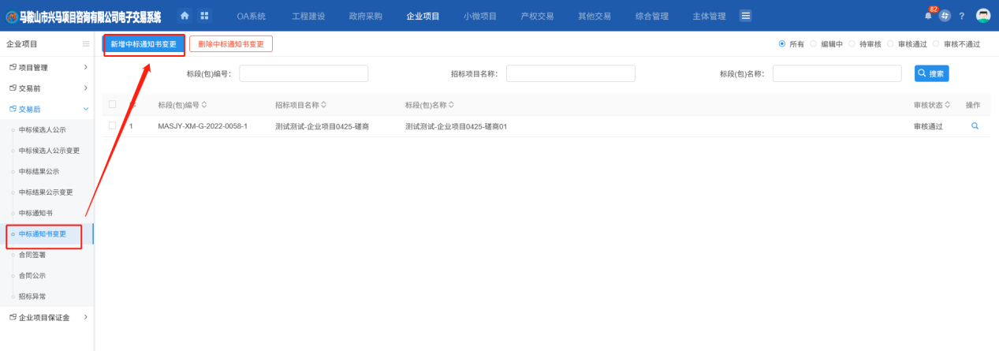 马鞍山市兴马项目咨询有限公司电子交易系统 OA系统 工程建设 政府采购 企业项目 小微项目 产权交易 其他交易 综合管理 主体管理 82 ?
企业项目
新增中标通知书变更 删除中标通知书变更 所有 编辑中 待审核 审核通过 审核不通过
项目管理
标段(包)编号: 招标项目名称: 标段(包)名称: 搜索
交易前
交易后
标段(包)编号 招标项目名称 标段(包)名称 审核状态 操作
1 MASJY-XM-G-2022-0058-1 测试测试-企业项目0425-磋商 测试测试-企业项目0425-磋商01 审核通过
中标候选人公示
中标候选人公示变更
中标结果公示
中标结果公示变更
中标通知书
中标通知书变更
合同签署
合同公示
招标异常
企业项目保证金